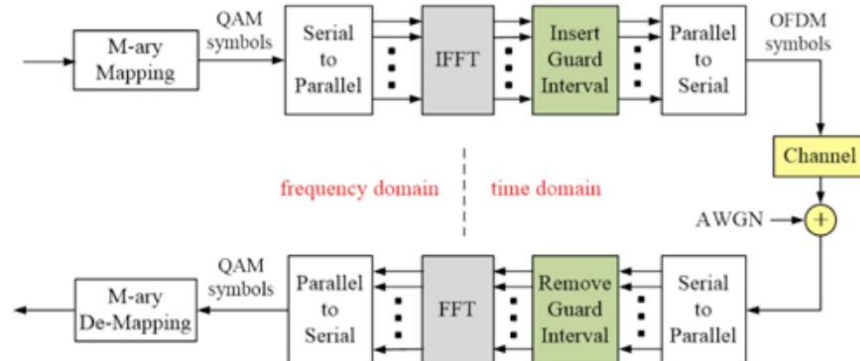 M-ary
Mapping
QAM
symbols
Serial
to
Parallel
IFFT
Insert
Guard
Interval
Parallel
to
Serial
OFDM
symbols
Channel
frequency domain
time domain
AWGN
+
M-ary
De-Mapping
QAM
symbols
Parallel
to
Serial
FFT
Remove
Guard
Interval
Serial
to
Parallel